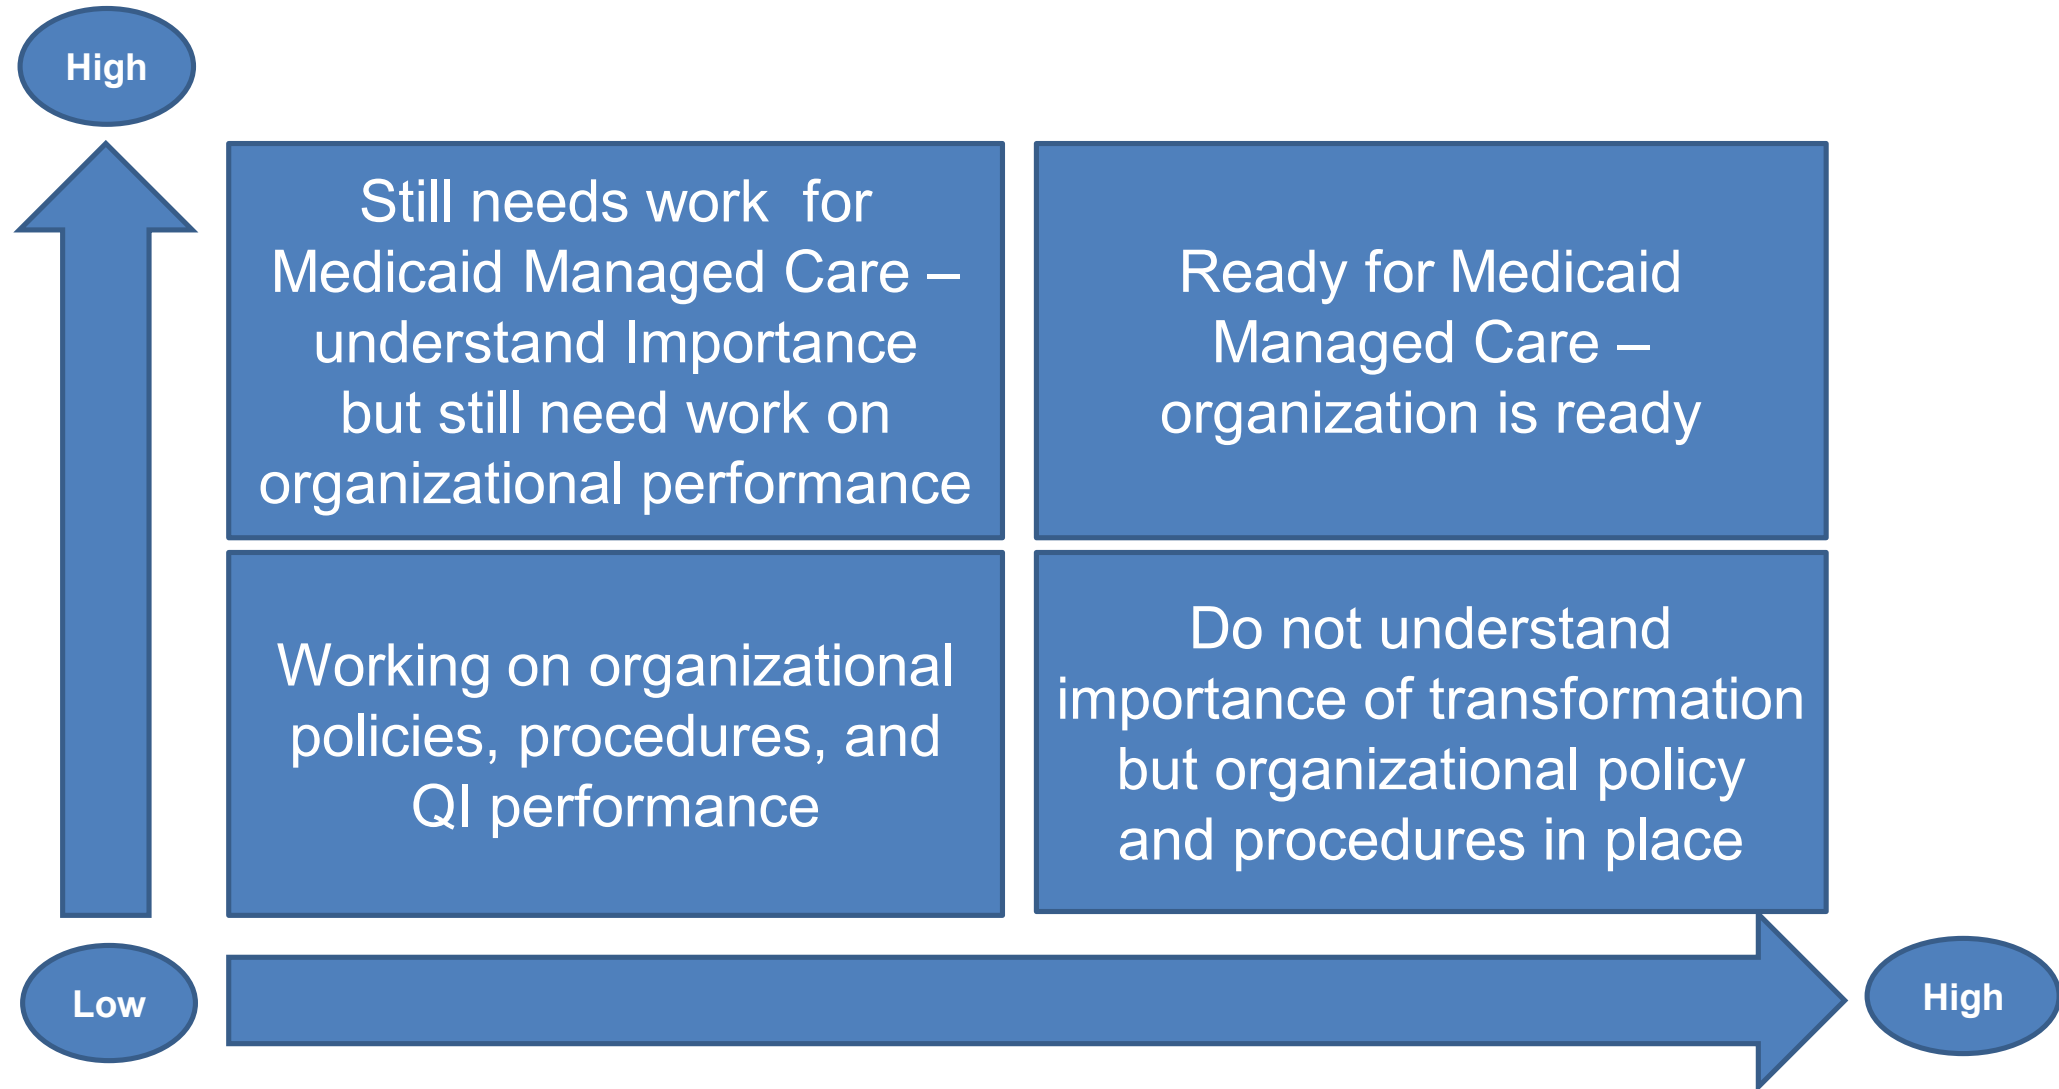 High
Still needs work  for
Medicaid Managed Care –
understand Importance
but still need work on
organizational performance
Ready for Medicaid
Managed Care –
organization is ready
Working on organizational
policies, procedures, and
QI performance
Do not understand
importance of transformation
but organizational policy
and procedures in place
Low
High